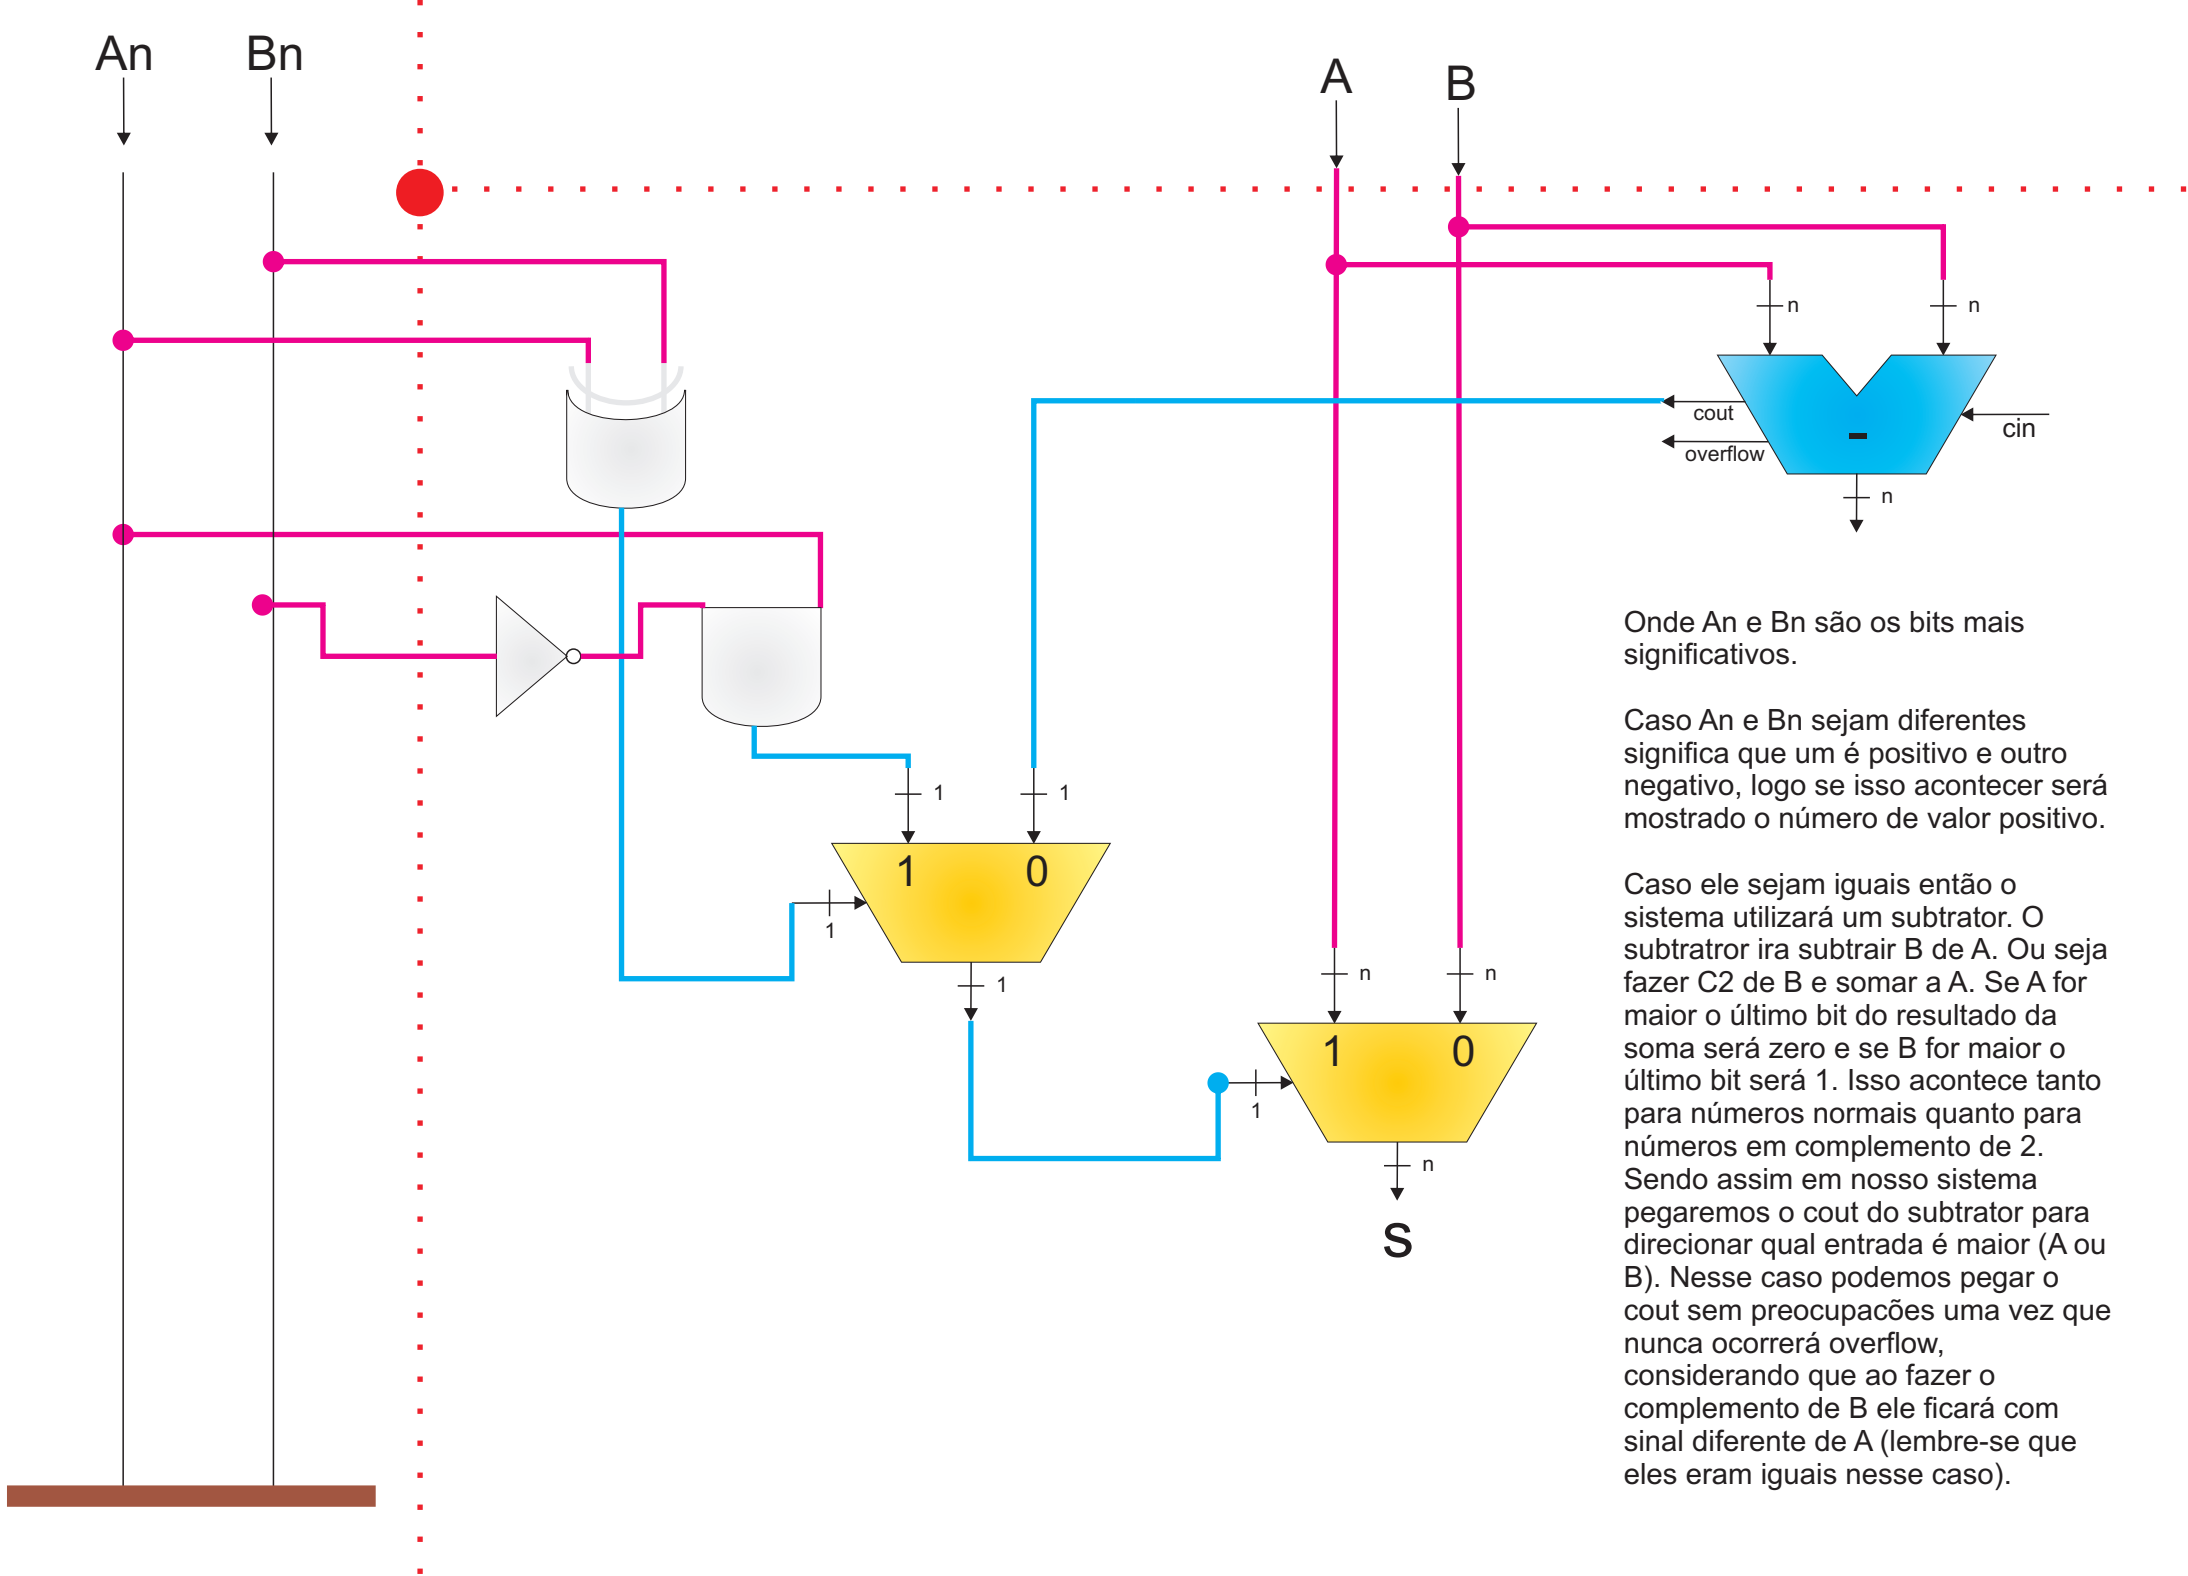 An
Bn
A
B
n
n
cout
cin
-
overflow
n
Onde An e Bn são os bits mais
significativos.
Caso An e Bn sejam diferentes
significa que um é positivo e outro
negativo, logo se isso acontecer será
mostrado o número de valor positivo.
Caso ele sejam iguais então o
sistema utilizará um subtrator. O
subtratror ira subtrair B de A. Ou seja
fazer C2 de B e somar a A. Se A for
maior o último bit do resultado da
soma será zero e se B for maior o
último bit será 1. Isso acontece tanto
para números normais quanto para
números em complemento de 2.
Sendo assim em nosso sistema
pegaremos o cout do subtrator para
direcionar qual entrada é maior (A ou
B). Nesse caso podemos pegar o
cout sem preocupacões uma vez que
nunca ocorrerá overflow,
considerando que ao fazer o
complemento de B ele ficará com
sinal diferente de A (lembre-se que
eles eram iguais nesse caso).
1
1
1
0
1
1
n
n
1
0
1
n
S